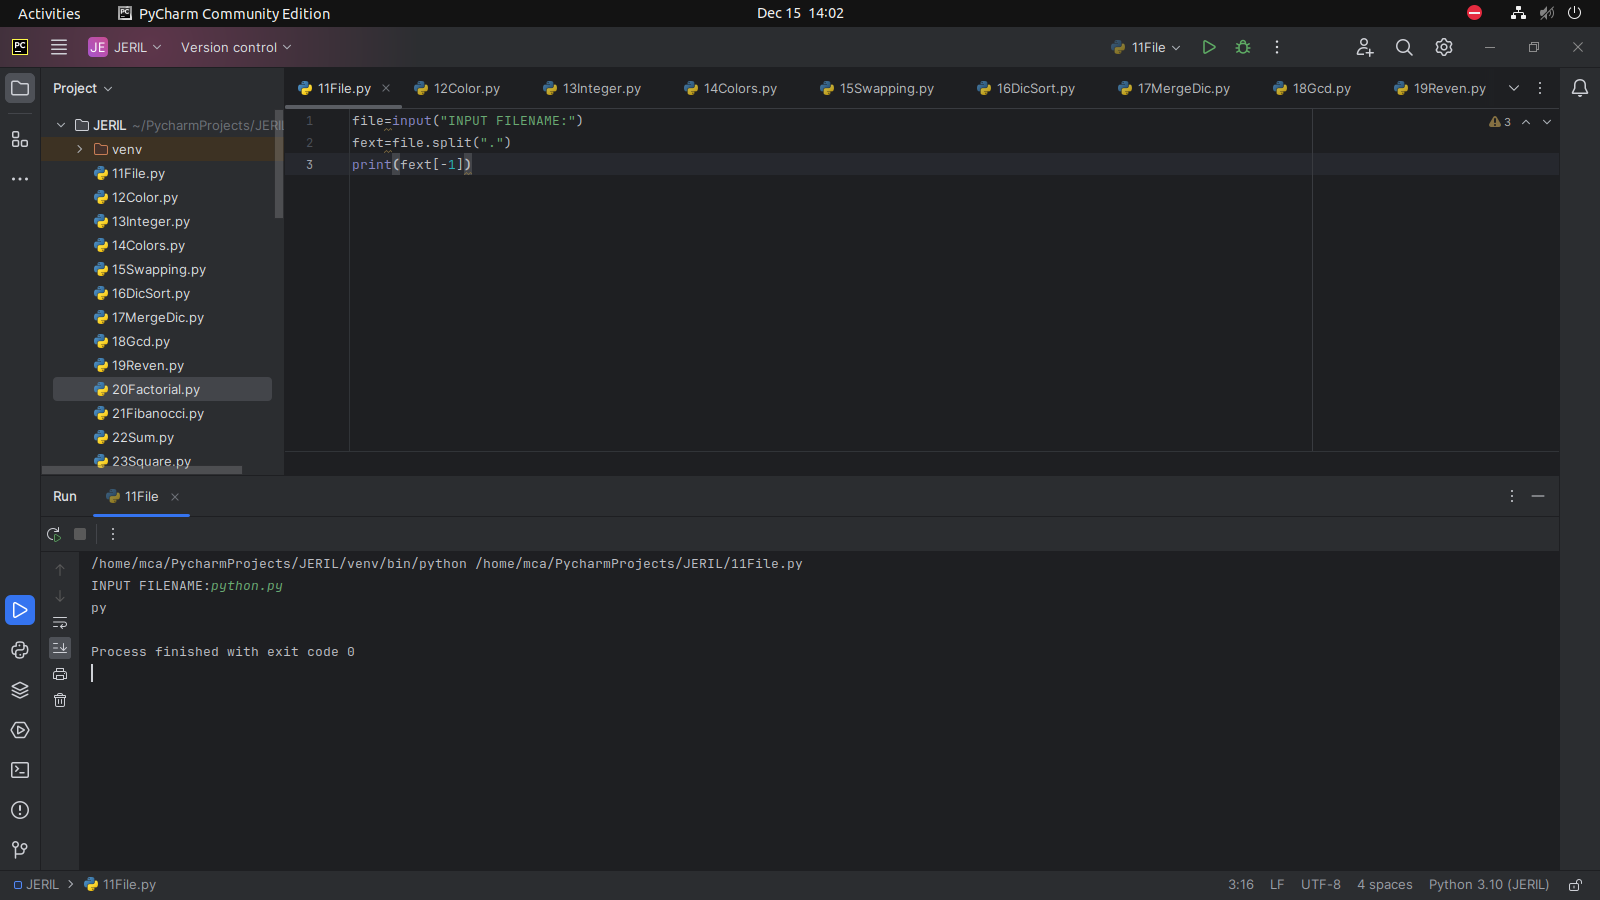 Activities PyCharm Community Edition Dec 15 14:02
PC JE JERIL Version control 11File
Project 11File.py 12Color.py 13Integer.py 14Colors.py 15Swapping.py 16DicSort.py 17MergeDic.py 18Gcd.py 19Reven.py
JERIL ~/PycharmProjects/JERIL
venv
11File.py
12Color.py
13Integer.py
14Colors.py
15Swapping.py
16DicSort.py
17MergeDic.py
18Gcd.py
19Reven.py
20Factorial.py
21Fibanocci.py
22Sum.py
23Square.py
1 file=input("INPUT FILENAME:") 3
2 fext=file.split(".")
3 print(fext[-1])
Run 11File
/home/mca/PycharmProjects/JERIL/venv/bin/python /home/mca/PycharmProjects/JERIL/11File.py
INPUT FILENAME:python.py
py
Process finished with exit code 0
JERIL 11File.py 3:16 LF UTF-8 4 spaces Python 3.10 (JERIL)